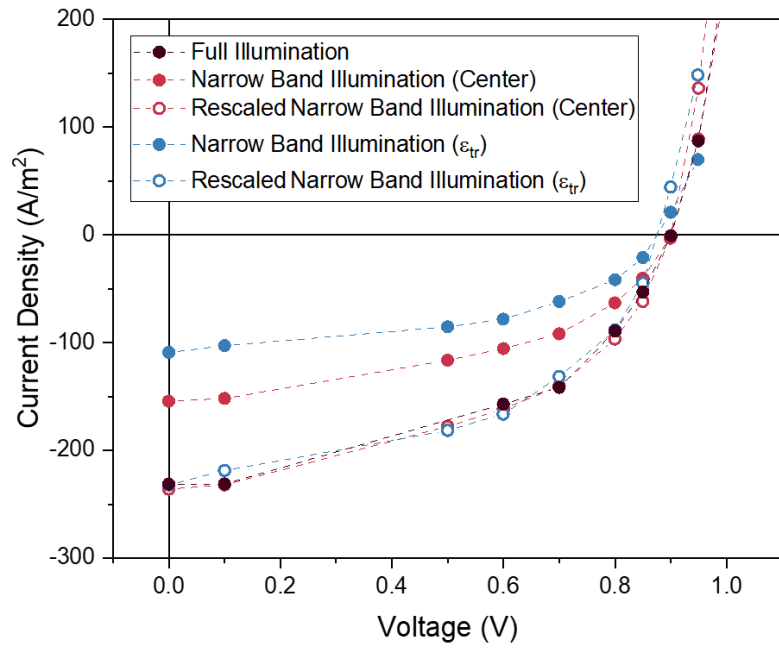 200
100
0
-100
-200
-300
Current Density (A/m²)
Full Illumination
Narrow Band Illumination (Center)
Rescaled Narrow Band Illumination (Center)
Narrow Band Illumination (εtr)
Rescaled Narrow Band Illumination (εtr)
0.0 0.2 0.4 0.6 0.8 1.0
Voltage (V)